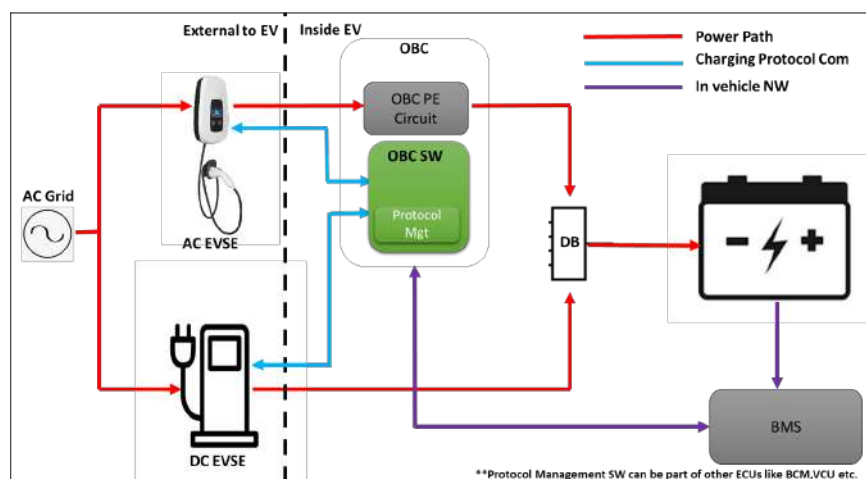 External to EV
Inside EV
OBC
Power Path
Charging Protocol Com
In vehicle NW
OBC PE
Circuit
OBC SW
Protocol
Mgt
AC Grid
AC EVSE
DB
DC EVSE
BMS
**Protocol Management SW can be part of other ECUs like BCM,VCU etc.